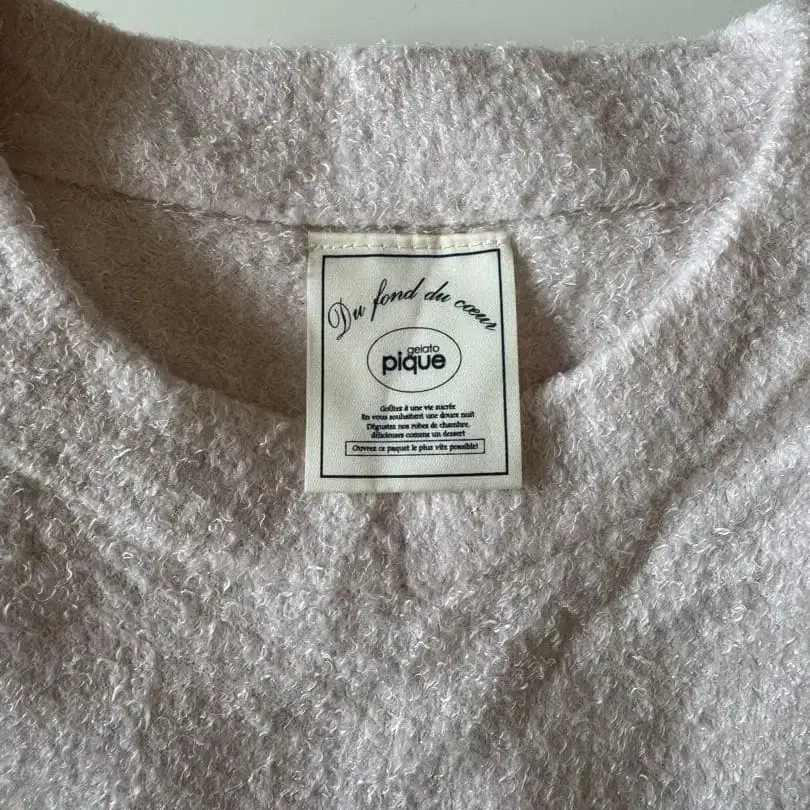 Du fond du cœur
gelato
pique
Goûtez à une vie sucrée
En vous souhaitant une douce nuit
Dégustez nos robes de chambre,
délicieuses comme un dessert
Ouvrez ce paquet le plus vite possible!